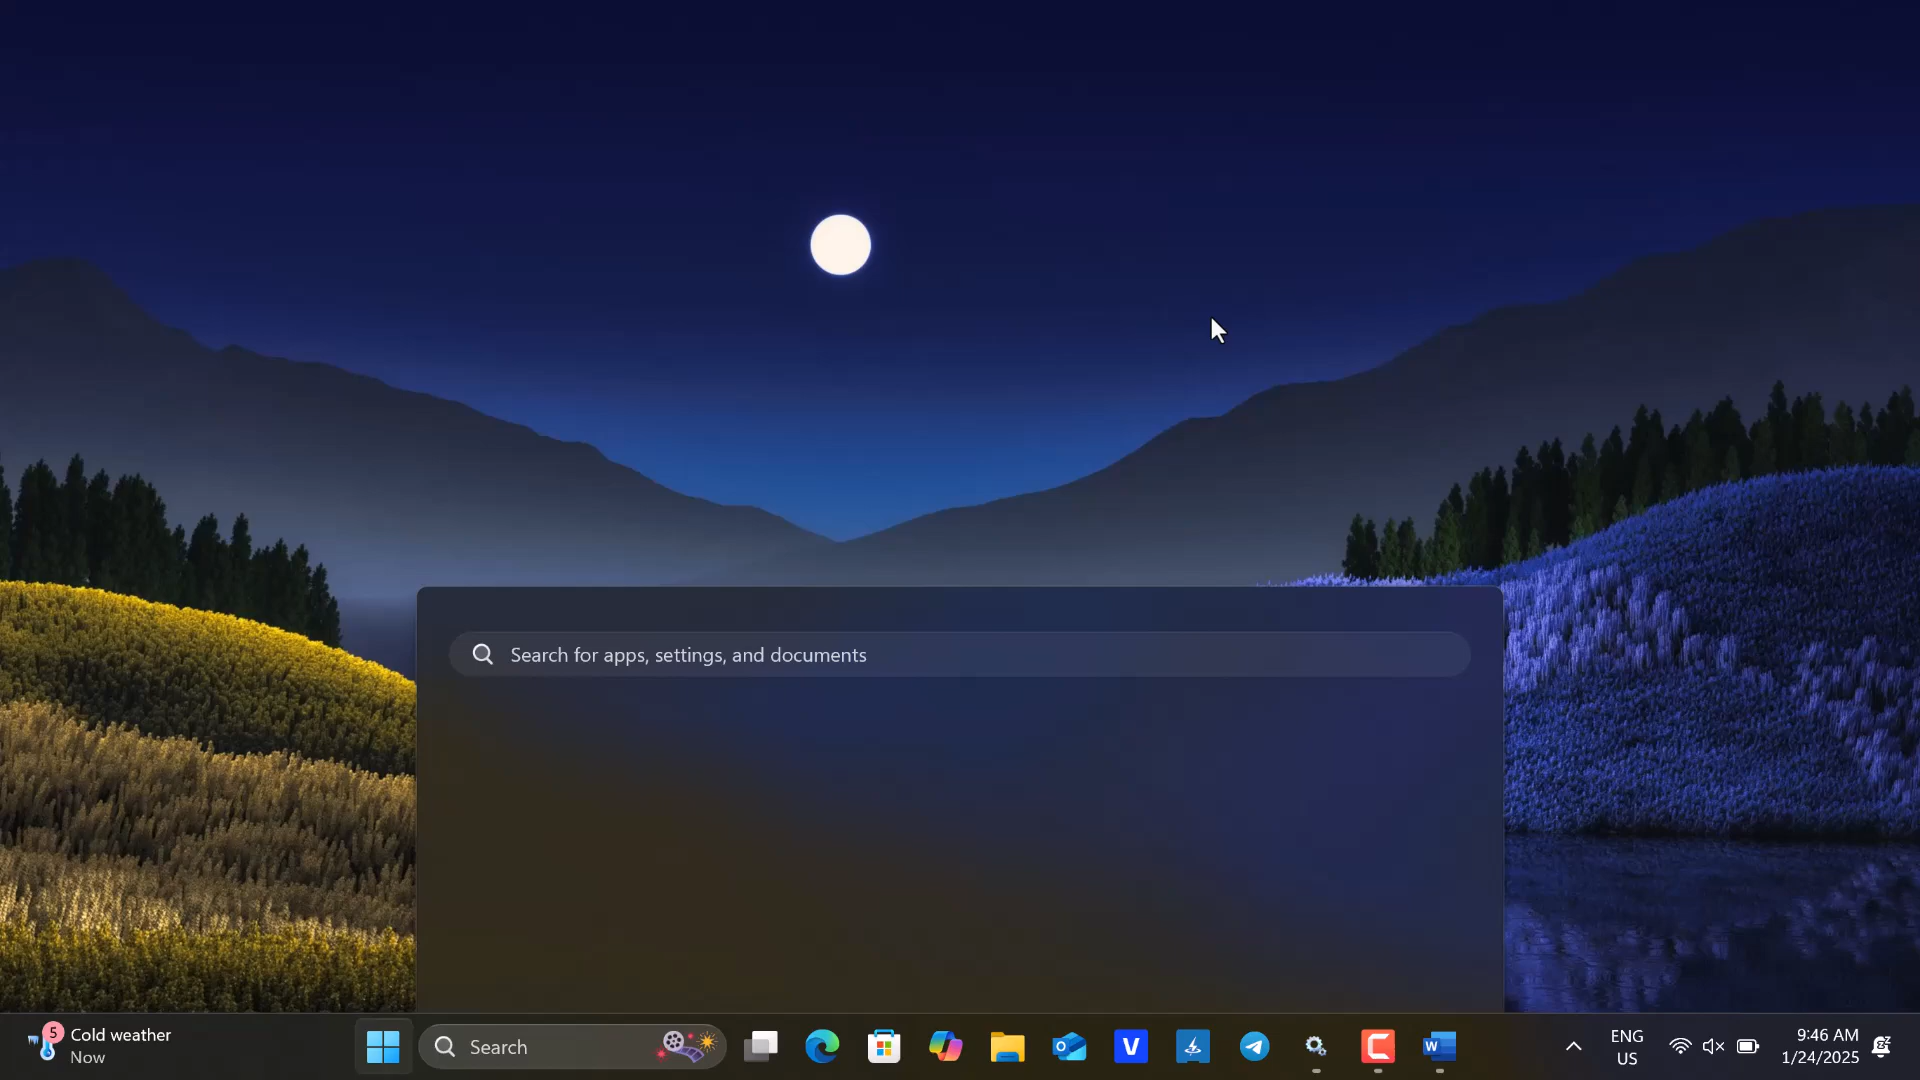 Search for apps, settings, and documents
5
Cold weather
Now
Search
ENG
US
9:46 AM
1/24/2025